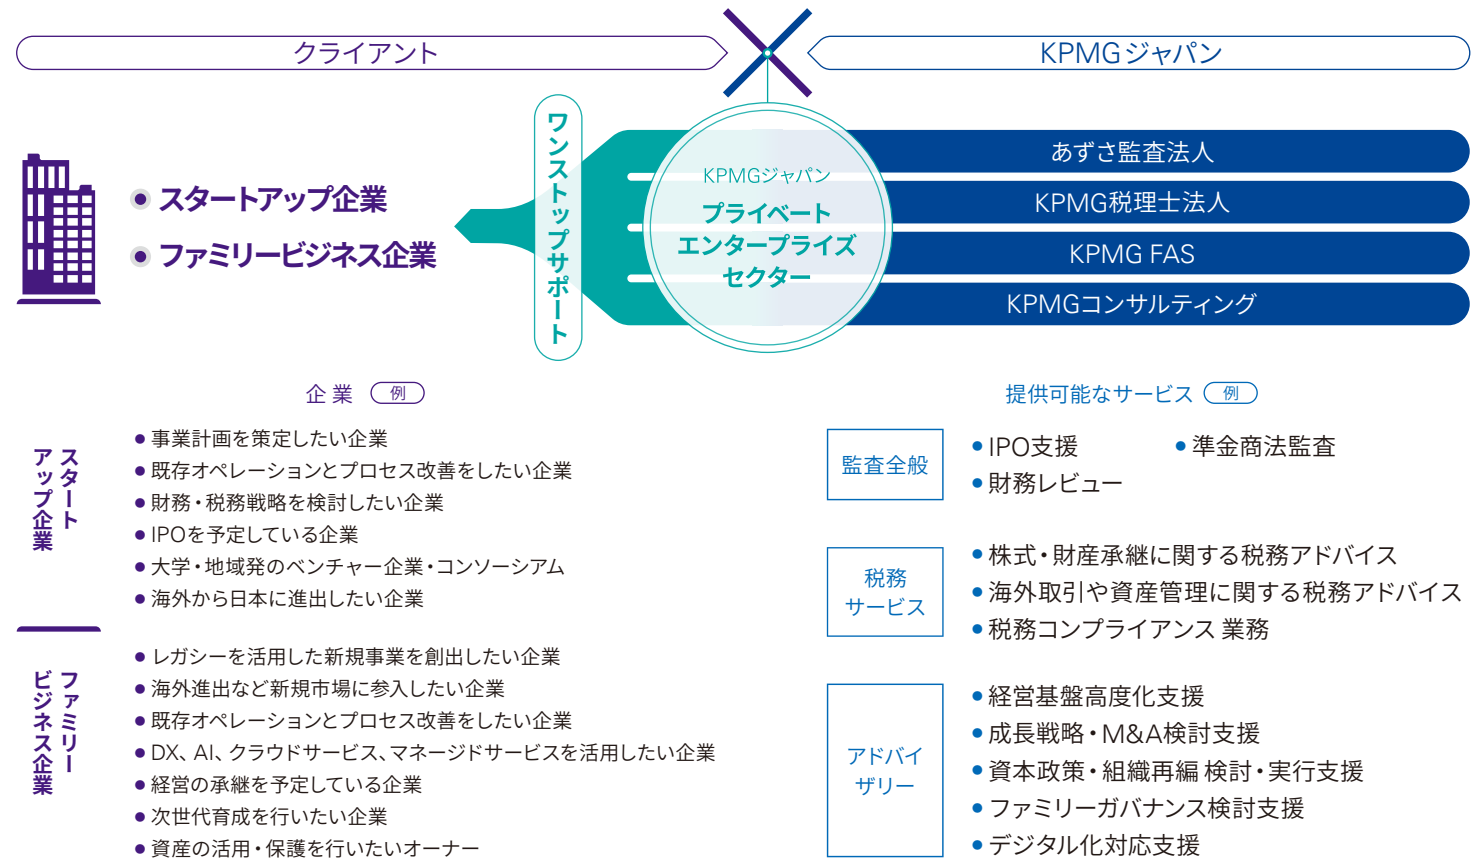 クライアント
KPMGジャパン
スタートアップ企業
ファミリービジネス企業
ワンストップサポート
KPMGジャパン
プライベート
エンタープライズ
セクター
あずさ監査法人
KPMG税理士法人
KPMG FAS
KPMGコンサルティング
企業 例
スタート
アップ企業
事業計画を策定したい企業
既存オペレーションとプロセス改善をしたい企業
財務・税務戦略を検討したい企業
IPOを予定している企業
大学・地域発のベンチャー企業・コンソーシアム
海外から日本に進出したい企業
ファミリー
ビジネス企業
レガシーを活用した新規事業を創出したい企業
海外進出など新規市場に参入したい企業
既存オペレーションとプロセス改善をしたい企業
DX、AI、クラウドサービス、マネージドサービスを活用したい企業
経営の承継を予定している企業
次世代育成を行いたい企業
資産の活用・保護を行いたいオーナー
提供可能なサービス 例
監査全般
IPO支援 準金商法監査
財務レビュー
税務
サービス
株式・財産承継に関する税務アドバイス
海外取引や資産管理に関する税務アドバイス
税務コンプライアンス 業務
アドバイ
ザリー
経営基盤高度化支援
成長戦略・M&A検討支援
資本政策・組織再編 検討・実行支援
ファミリーガバナンス検討支援
デジタル化対応支援